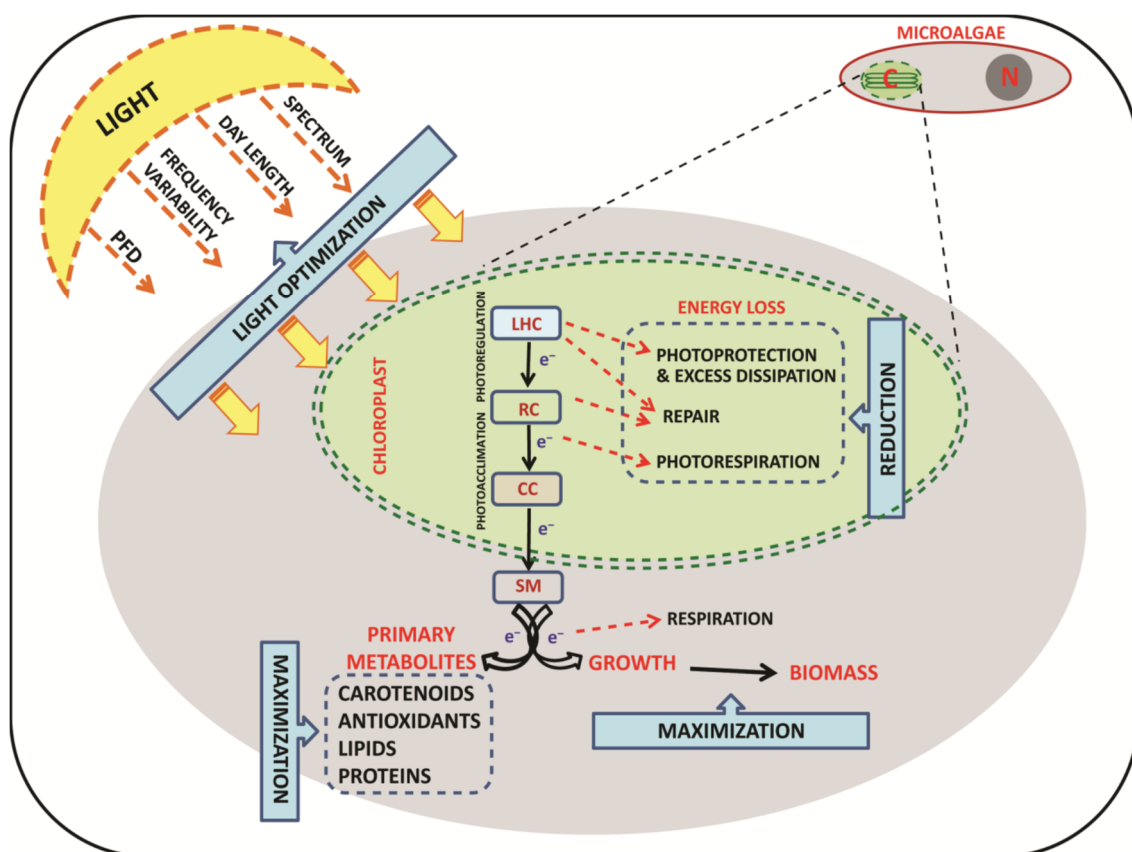 MICROALGAE
C
N
LIGHT
SPECTRUM
DAY LENGTH
FREQUENCY
VARIABILITY
PFD
LIGHT OPTIMIZATION
CHLOROPLAST
PHOTOREGULATION
PHOTOACCLIMATION
LHC
e⁻
RC
e⁻
CC
e⁻
SM
ENERGY LOSS
PHOTOPROTECTION
& EXCESS DISSIPATION
REPAIR
PHOTORESPIRATION
REDUCTION
e⁻
e⁻
RESPIRATION
PRIMARY
METABOLITES
GROWTH
BIOMASS
MAXIMIZATION
CAROTENOIDS
ANTIOXIDANTS
LIPIDS
PROTEINS
MAXIMIZATION